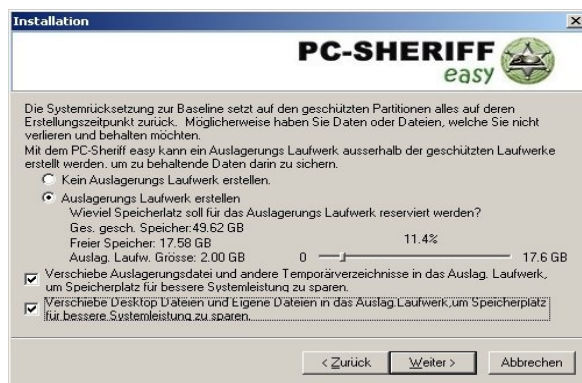 Installation
PC-SHERIFF
easy
Die Systemrücksetzung zur Baseline setzt auf den geschützten Partitionen alles auf deren
Erstellungszeitpunkt zurück. Möglicherweise haben Sie Daten oder Dateien, welche Sie nicht
verlieren und behalten möchten.
Mit dem PC-Sheriff easy kann ein Auslagerungs Laufwerk ausserhalb der geschützten Laufwerke
erstellt werden. um zu behaltende Daten darin zu sichern.
Kein Auslagerungs Laufwerk erstellen.
Auslagerungs Laufwerk erstellen
Wieviel Speicherlatz soll für das Auslagerungs Laufwerk reserviert werden?
Ges. gesch. Speicher:49.62 GB
11.4%
Freier Speicher: 17.58 GB
Auslag. Laufw. Grösse: 2.00 GB 0 17.6 GB
Verschiebe Auslagerungsdatei und andere Temporärverzeichnisse in das Auslag. Laufwerk,
um Speicherplatz für bessere Systemleistung zu sparen.
Verschiebe Desktop Dateien und Eigene Dateien in das Auslag.Laufwerk,um Speicherplatz
für bessere Systemleistung zu sparen.
< Zurück Weiter > Abbrechen